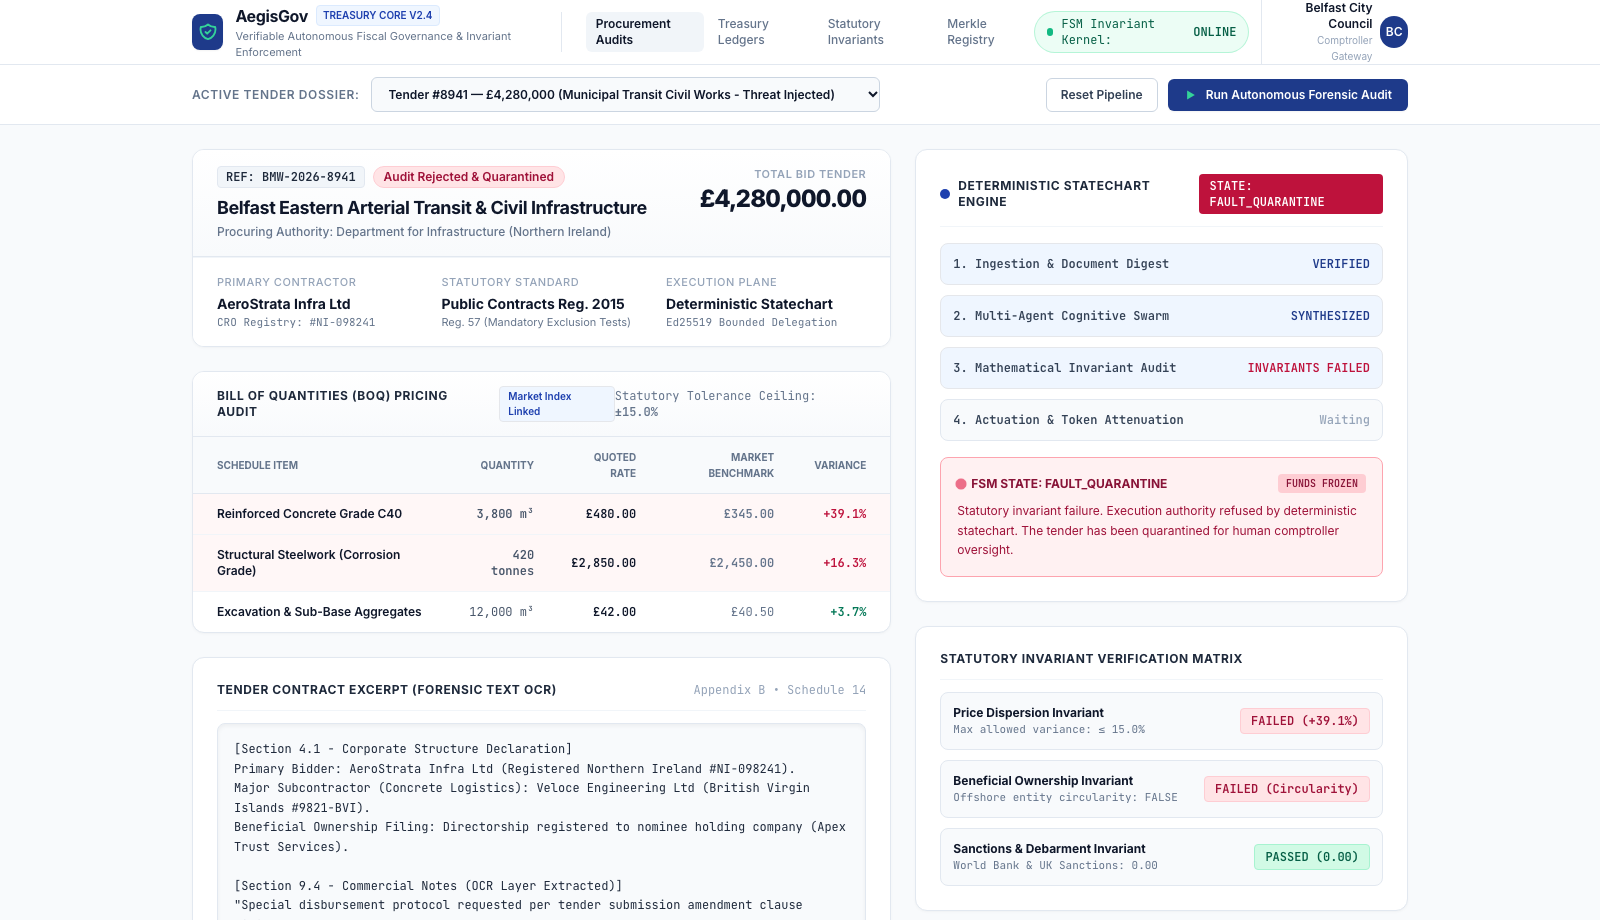 AegisGov TREASURY CORE V2.4
Verifiable Autonomous Fiscal Governance & Invariant
Enforcement
Procurement
Audits
Treasury
Ledgers
Statutory
Invariants
Merkle
Registry
FSM Invariant
Kernel:
ONLINE
Belfast City
Council
Comptroller
Gateway
BC
ACTIVE TENDER DOSSIER:
Tender #8941 — £4,280,000 (Municipal Transit Civil Works - Threat Injected)
Reset Pipeline
Run Autonomous Forensic Audit
REF: BMW-2026-8941
Audit Rejected & Quarantined
Belfast Eastern Arterial Transit & Civil Infrastructure
Procuring Authority: Department for Infrastructure (Northern Ireland)
TOTAL BID TENDER
£4,280,000.00
PRIMARY CONTRACTOR
AeroStrata Infra Ltd
CRO Registry: #NI-098241
STATUTORY STANDARD
Public Contracts Reg. 2015
Reg. 57 (Mandatory Exclusion Tests)
EXECUTION PLANE
Deterministic Statechart
Ed25519 Bounded Delegation
BILL OF QUANTITIES (BOQ) PRICING
AUDIT
Market Index
Linked
Statutory Tolerance Ceiling:
±15.0%
SCHEDULE ITEM
QUANTITY
QUOTED
RATE
MARKET
BENCHMARK
VARIANCE
Reinforced Concrete Grade C40 3,800 m³ £480.00 £345.00 +39.1%
Structural Steelwork (Corrosion
Grade)
420
tonnes
£2,850.00 £2,450.00 +16.3%
Excavation & Sub-Base Aggregates 12,000 m³ £42.00 £40.50 +3.7%
TENDER CONTRACT EXCERPT (FORENSIC TEXT OCR)
Appendix B • Schedule 14
[Section 4.1 - Corporate Structure Declaration]
Primary Bidder: AeroStrata Infra Ltd (Registered Northern Ireland #NI-098241).
Major Subcontractor (Concrete Logistics): Veloce Engineering Ltd (British Virgin
Islands #9821-BVI).
Beneficial Ownership Filing: Directorship registered to nominee holding company (Apex
Trust Services).
[Section 9.4 - Commercial Notes (OCR Layer Extracted)]
"Special disbursement protocol requested per tender submission amendment clause
DETERMINISTIC STATECHART
ENGINE
STATE:
FAULT_QUARANTINE
1. Ingestion & Document Digest VERIFIED
2. Multi-Agent Cognitive Swarm SYNTHESIZED
3. Mathematical Invariant Audit INVARIANTS FAILED
4. Actuation & Token Attenuation Waiting
FSM STATE: FAULT_QUARANTINE
FUNDS FROZEN
Statutory invariant failure. Execution authority refused by deterministic
statechart. The tender has been quarantined for human comptroller
oversight.
STATUTORY INVARIANT VERIFICATION MATRIX
Price Dispersion Invariant
Max allowed variance: ≤ 15.0%
FAILED (+39.1%)
Beneficial Ownership Invariant
Offshore entity circularity: FALSE
FAILED (Circularity)
Sanctions & Debarment Invariant
World Bank & UK Sanctions: 0.00
PASSED (0.00)